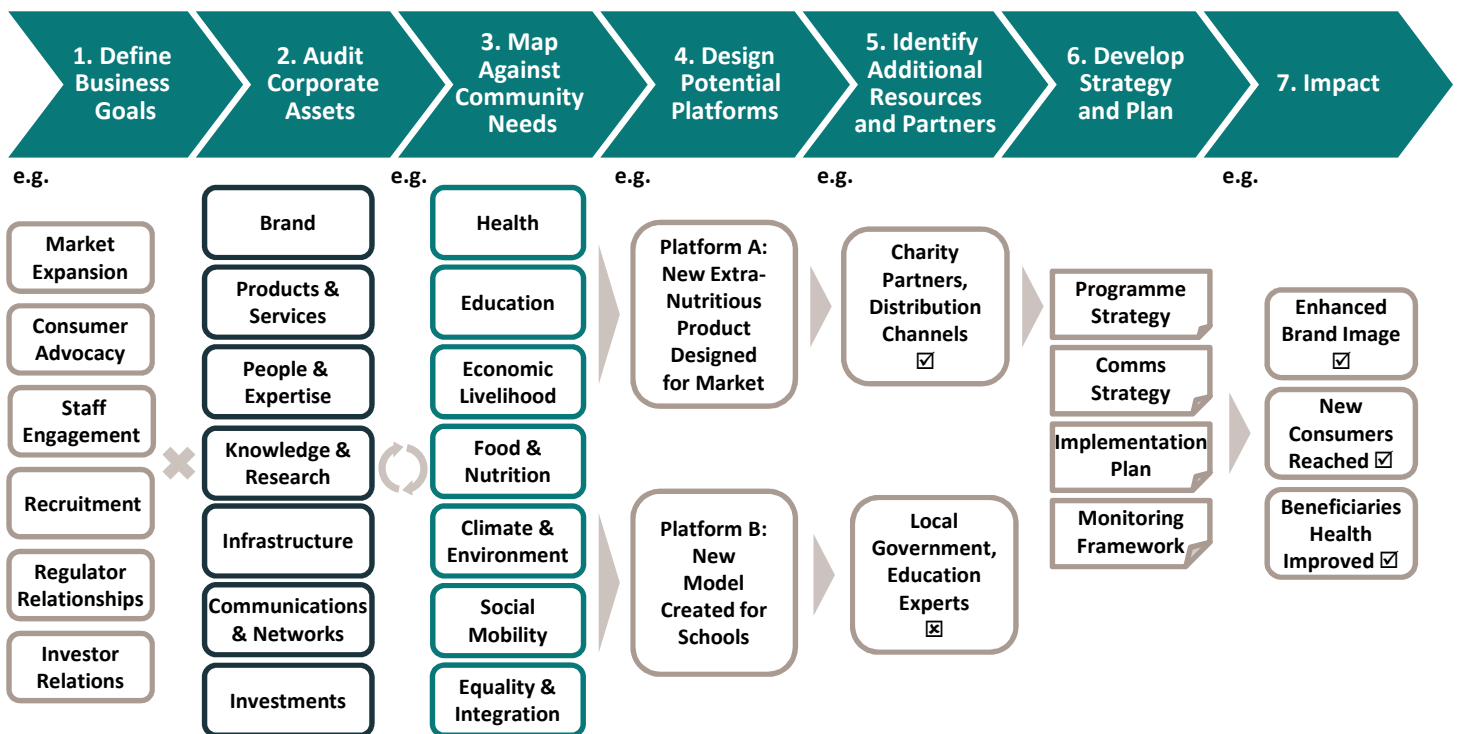 1. Define
Business
Goals
2. Audit
Corporate
Assets
3. Map
Against
Community
Needs
4. Design
Potential
Platforms
5. Identify
Additional
Resources
and Partners
6. Develop
Strategy
and Plan
7. Impact
e.g.
Market
Expansion
Consumer
Advocacy
Staff
Engagement
Recruitment
Regulator
Relationships
Investor
Relations
Brand
Products &
Services
People &
Expertise
Knowledge &
Research
Infrastructure
Communications
& Networks
Investments
e.g.
Health
Education
Economic
Livelihood
Food &
Nutrition
Climate &
Environment
Social
Mobility
Equality &
Integration
e.g.
Platform A:
New Extra-
Nutritious
Product
Designed
for Market
Platform B:
New
Model
Created for
Schools
e.g.
Charity
Partners,
Distribution
Channels
☑
Local
Government,
Education
Experts
☒
Programme
Strategy
Comms
Strategy
Implementation
Plan
Monitoring
Framework
e.g.
Enhanced
Brand Image
☑
New
Consumers
Reached ☑
Beneficiaries
Health
Improved ☑